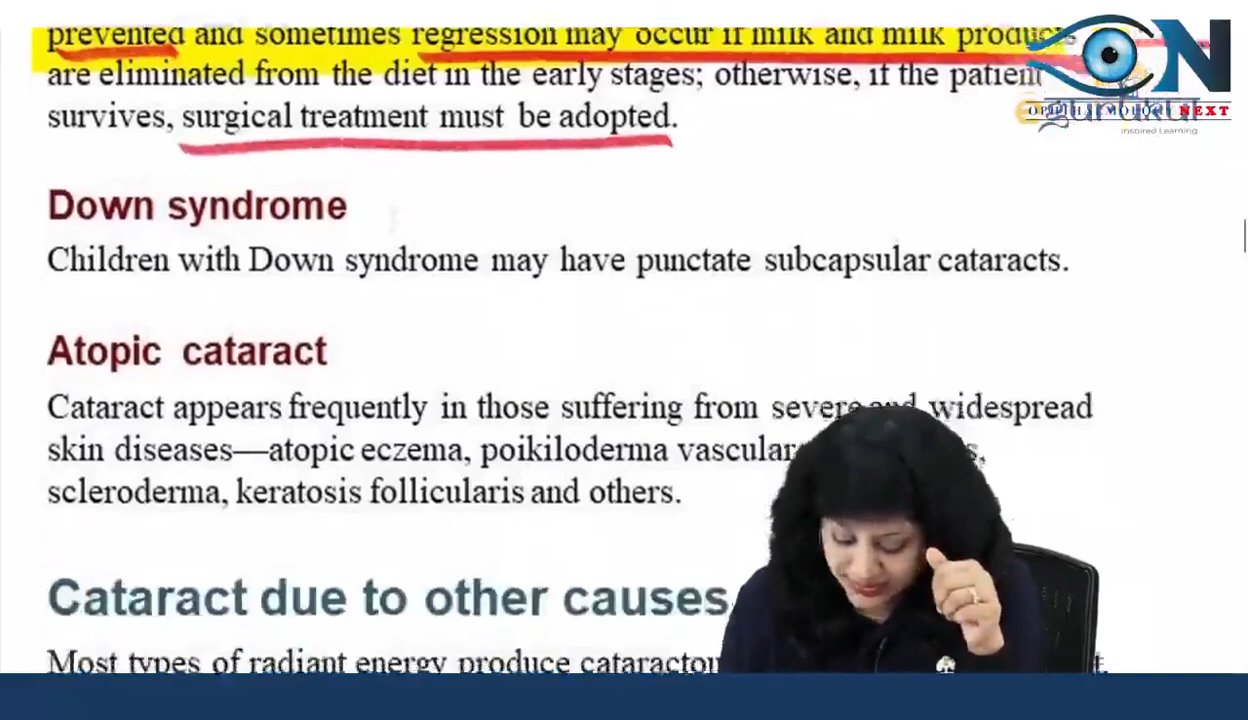 prevented and sometimes regression may occur if milk and milk products
are eliminated from the diet in the early stages; otherwise, if the patient
survives, surgical treatment must be adopted.
Down syndrome
Children with Down syndrome may have punctate subcapsular cataracts.
Atopic cataract
Cataract appears frequently in those suffering from severe and widespread
skin diseases—atopic eczema, poikiloderma vascular
scleroderma, keratosis follicularis and others.
Cataract due to other causes
Most types of radiant energy produce
N
NEXT
Inspired Learning